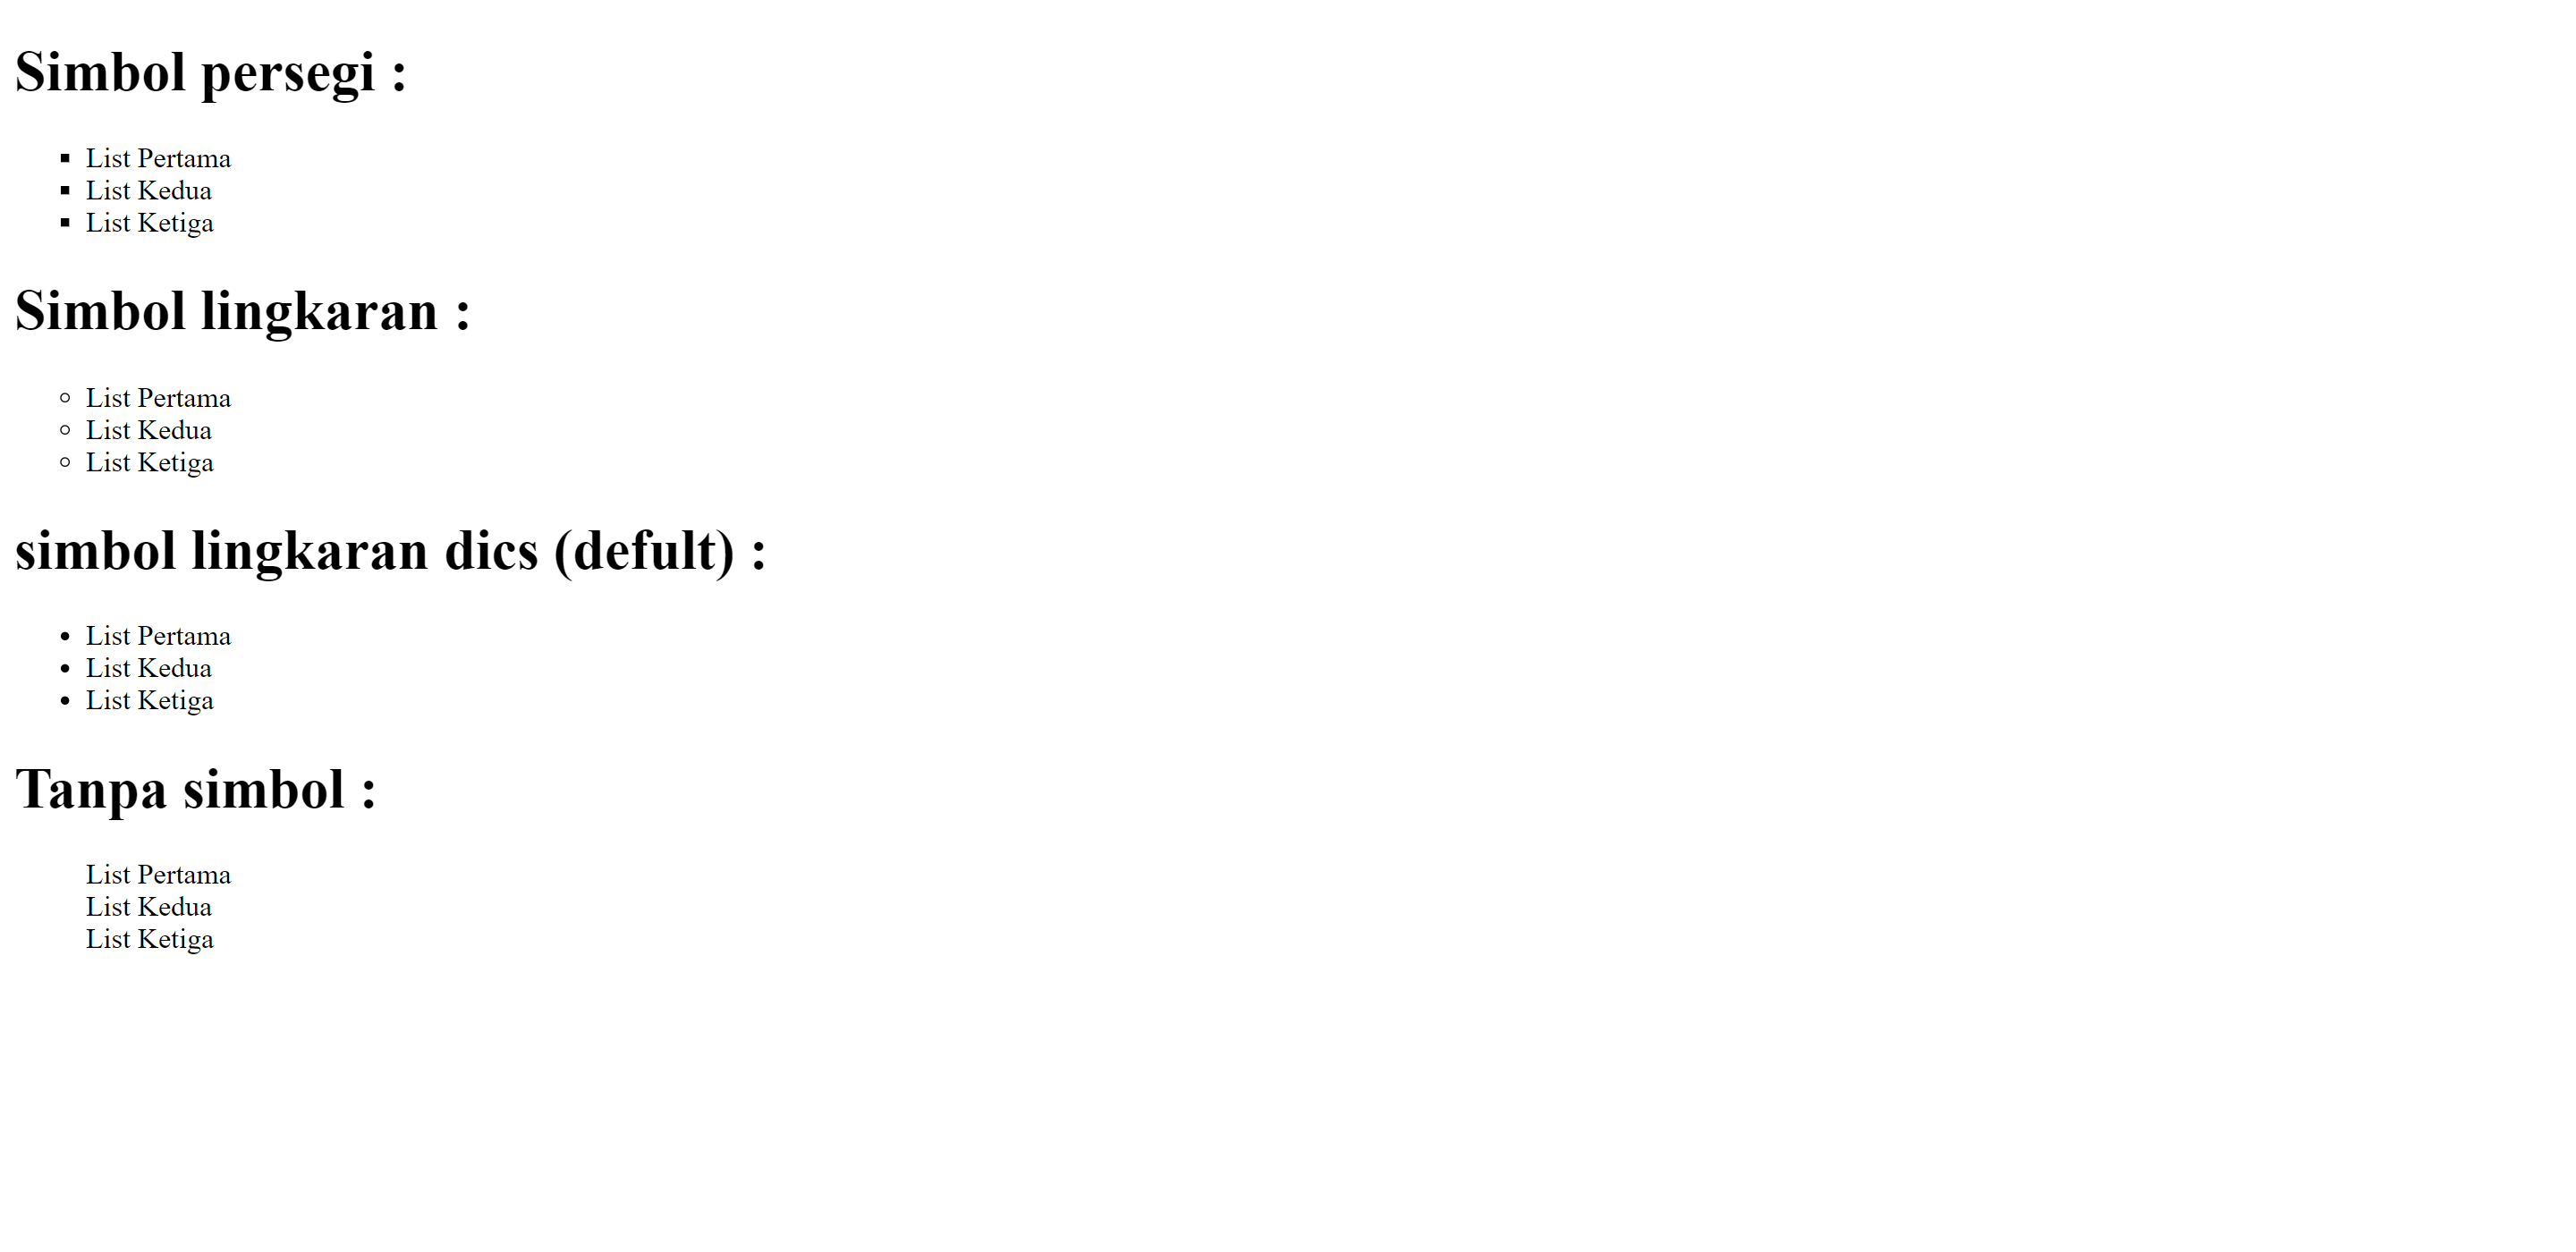 Simbol persegi :
▪ List Pertama
▪ List Kedua
▪ List Ketiga
Simbol lingkaran :
○ List Pertama
○ List Kedua
○ List Ketiga
simbol lingkaran dics (defult) :
• List Pertama
• List Kedua
• List Ketiga
Tanpa simbol :
List Pertama
List Kedua
List Ketiga